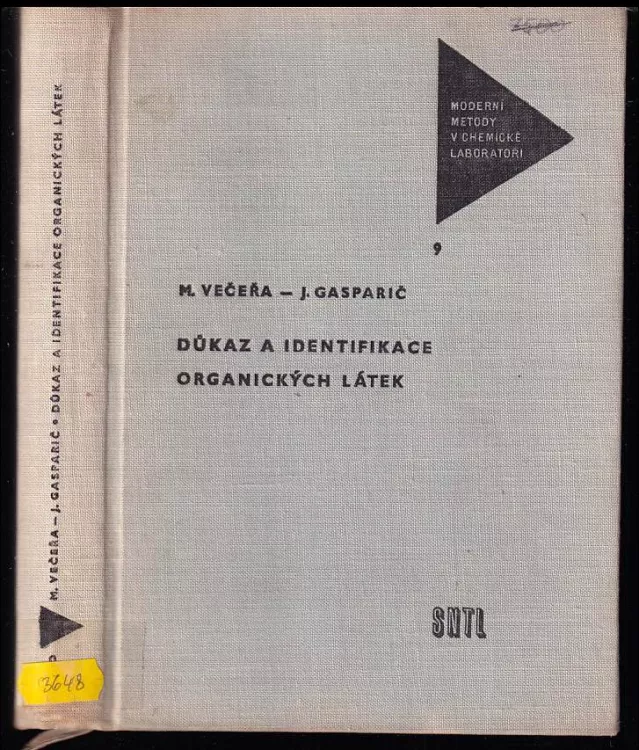 MODERNÍ
METODY
V CHEMICKÉ
LABORATOŘI
9
M. VEČEŘA — J. GASPARIČ
DŮKAZ A IDENTIFIKACE
ORGANICKÝCH LÁTEK
SNTL
M. VEČEŘA — J. GASPARIČ • DŮKAZ A IDENTIFIKACE ORGANICKÝCH LÁTEK
3648